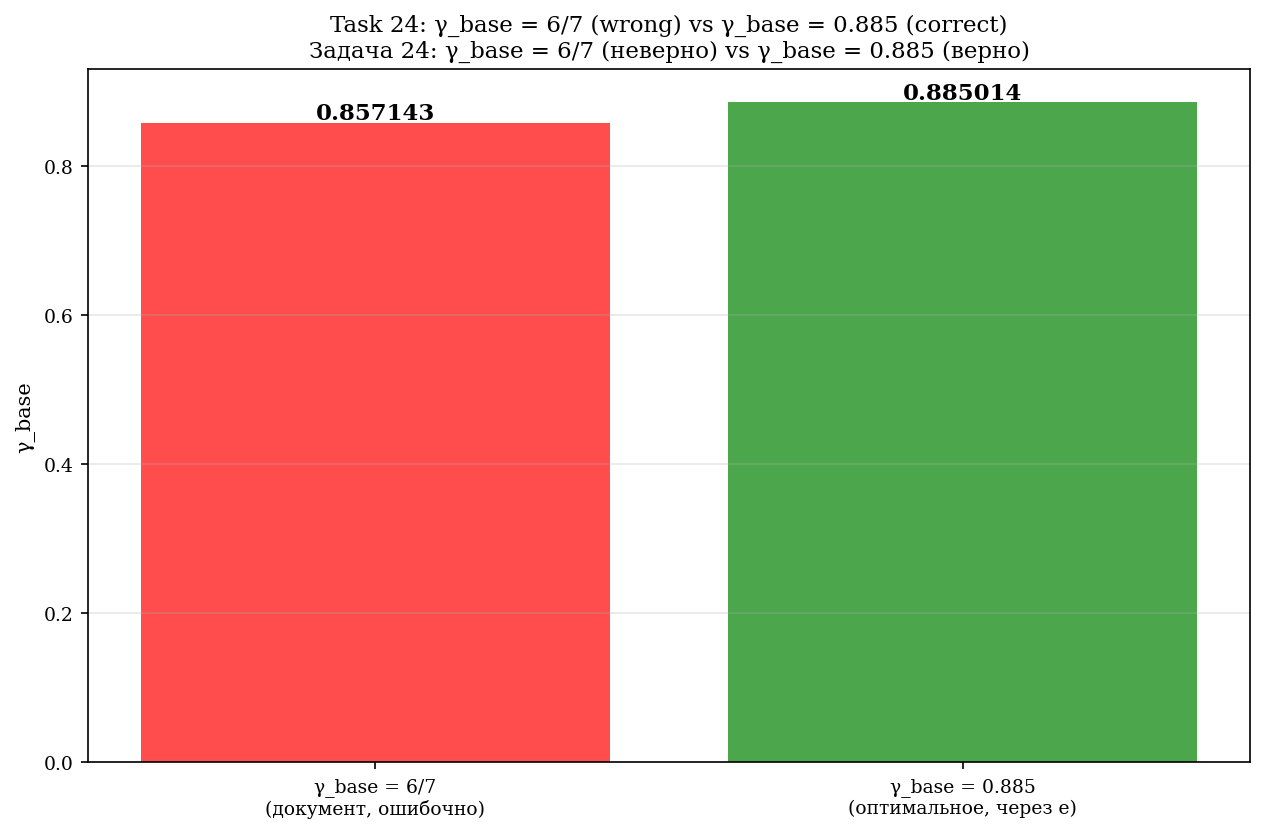 Task 24: γ_base = 6/7 (wrong) vs γ_base = 0.885 (correct)
Задача 24: γ_base = 6/7 (неверно) vs γ_base = 0.885 (верно)
0.857143
0.885014
0.8
0.6
0.4
0.2
0.0
γ_base
γ_base = 6/7
(документ, ошибочно)
γ_base = 0.885
(оптимальное, через e)